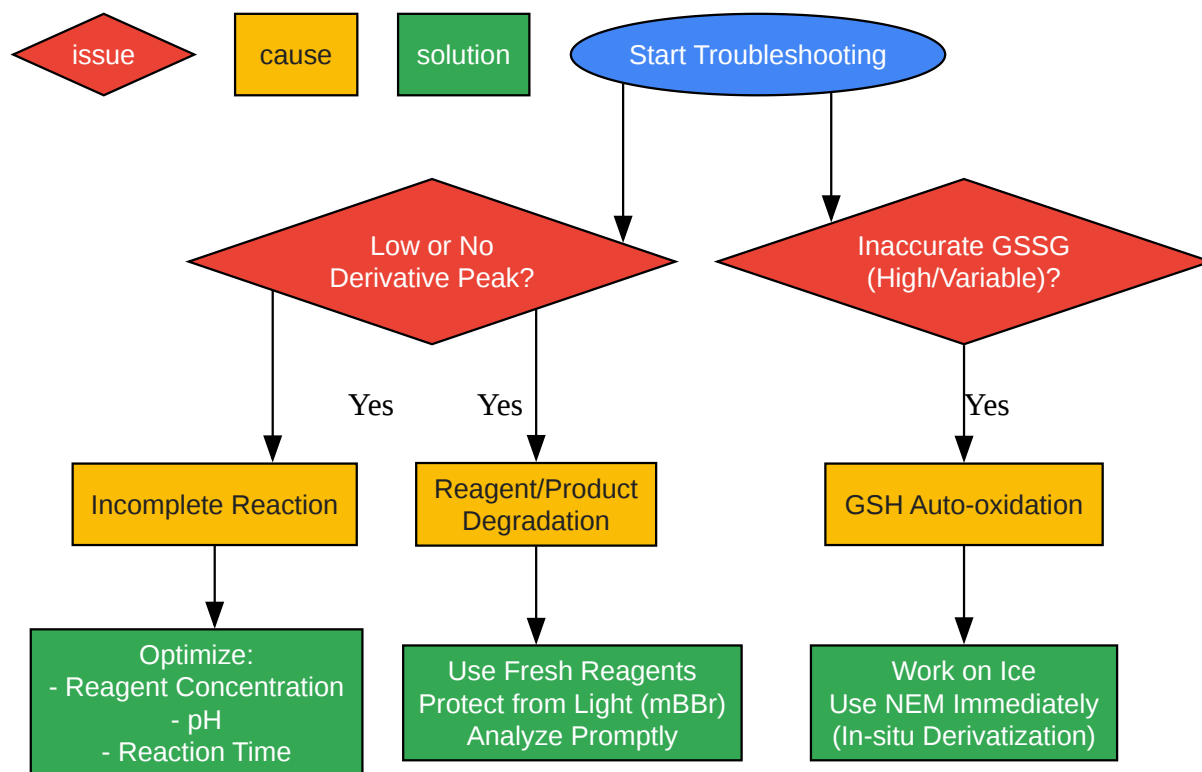 issue
cause
solution
Start Troubleshooting
Low or No
Derivative Peak?
Inaccurate GSSG
(High/Variable)?
Yes
Yes
Yes
Incomplete Reaction
Reagent/Product
Degradation
GSH Auto-oxidation
Optimize:
- Reagent Concentration
- pH
- Reaction Time
Use Fresh Reagents
Protect from Light (mBBr)
Analyze Promptly
Work on Ice
Use NEM Immediately
(In-situ Derivatization)